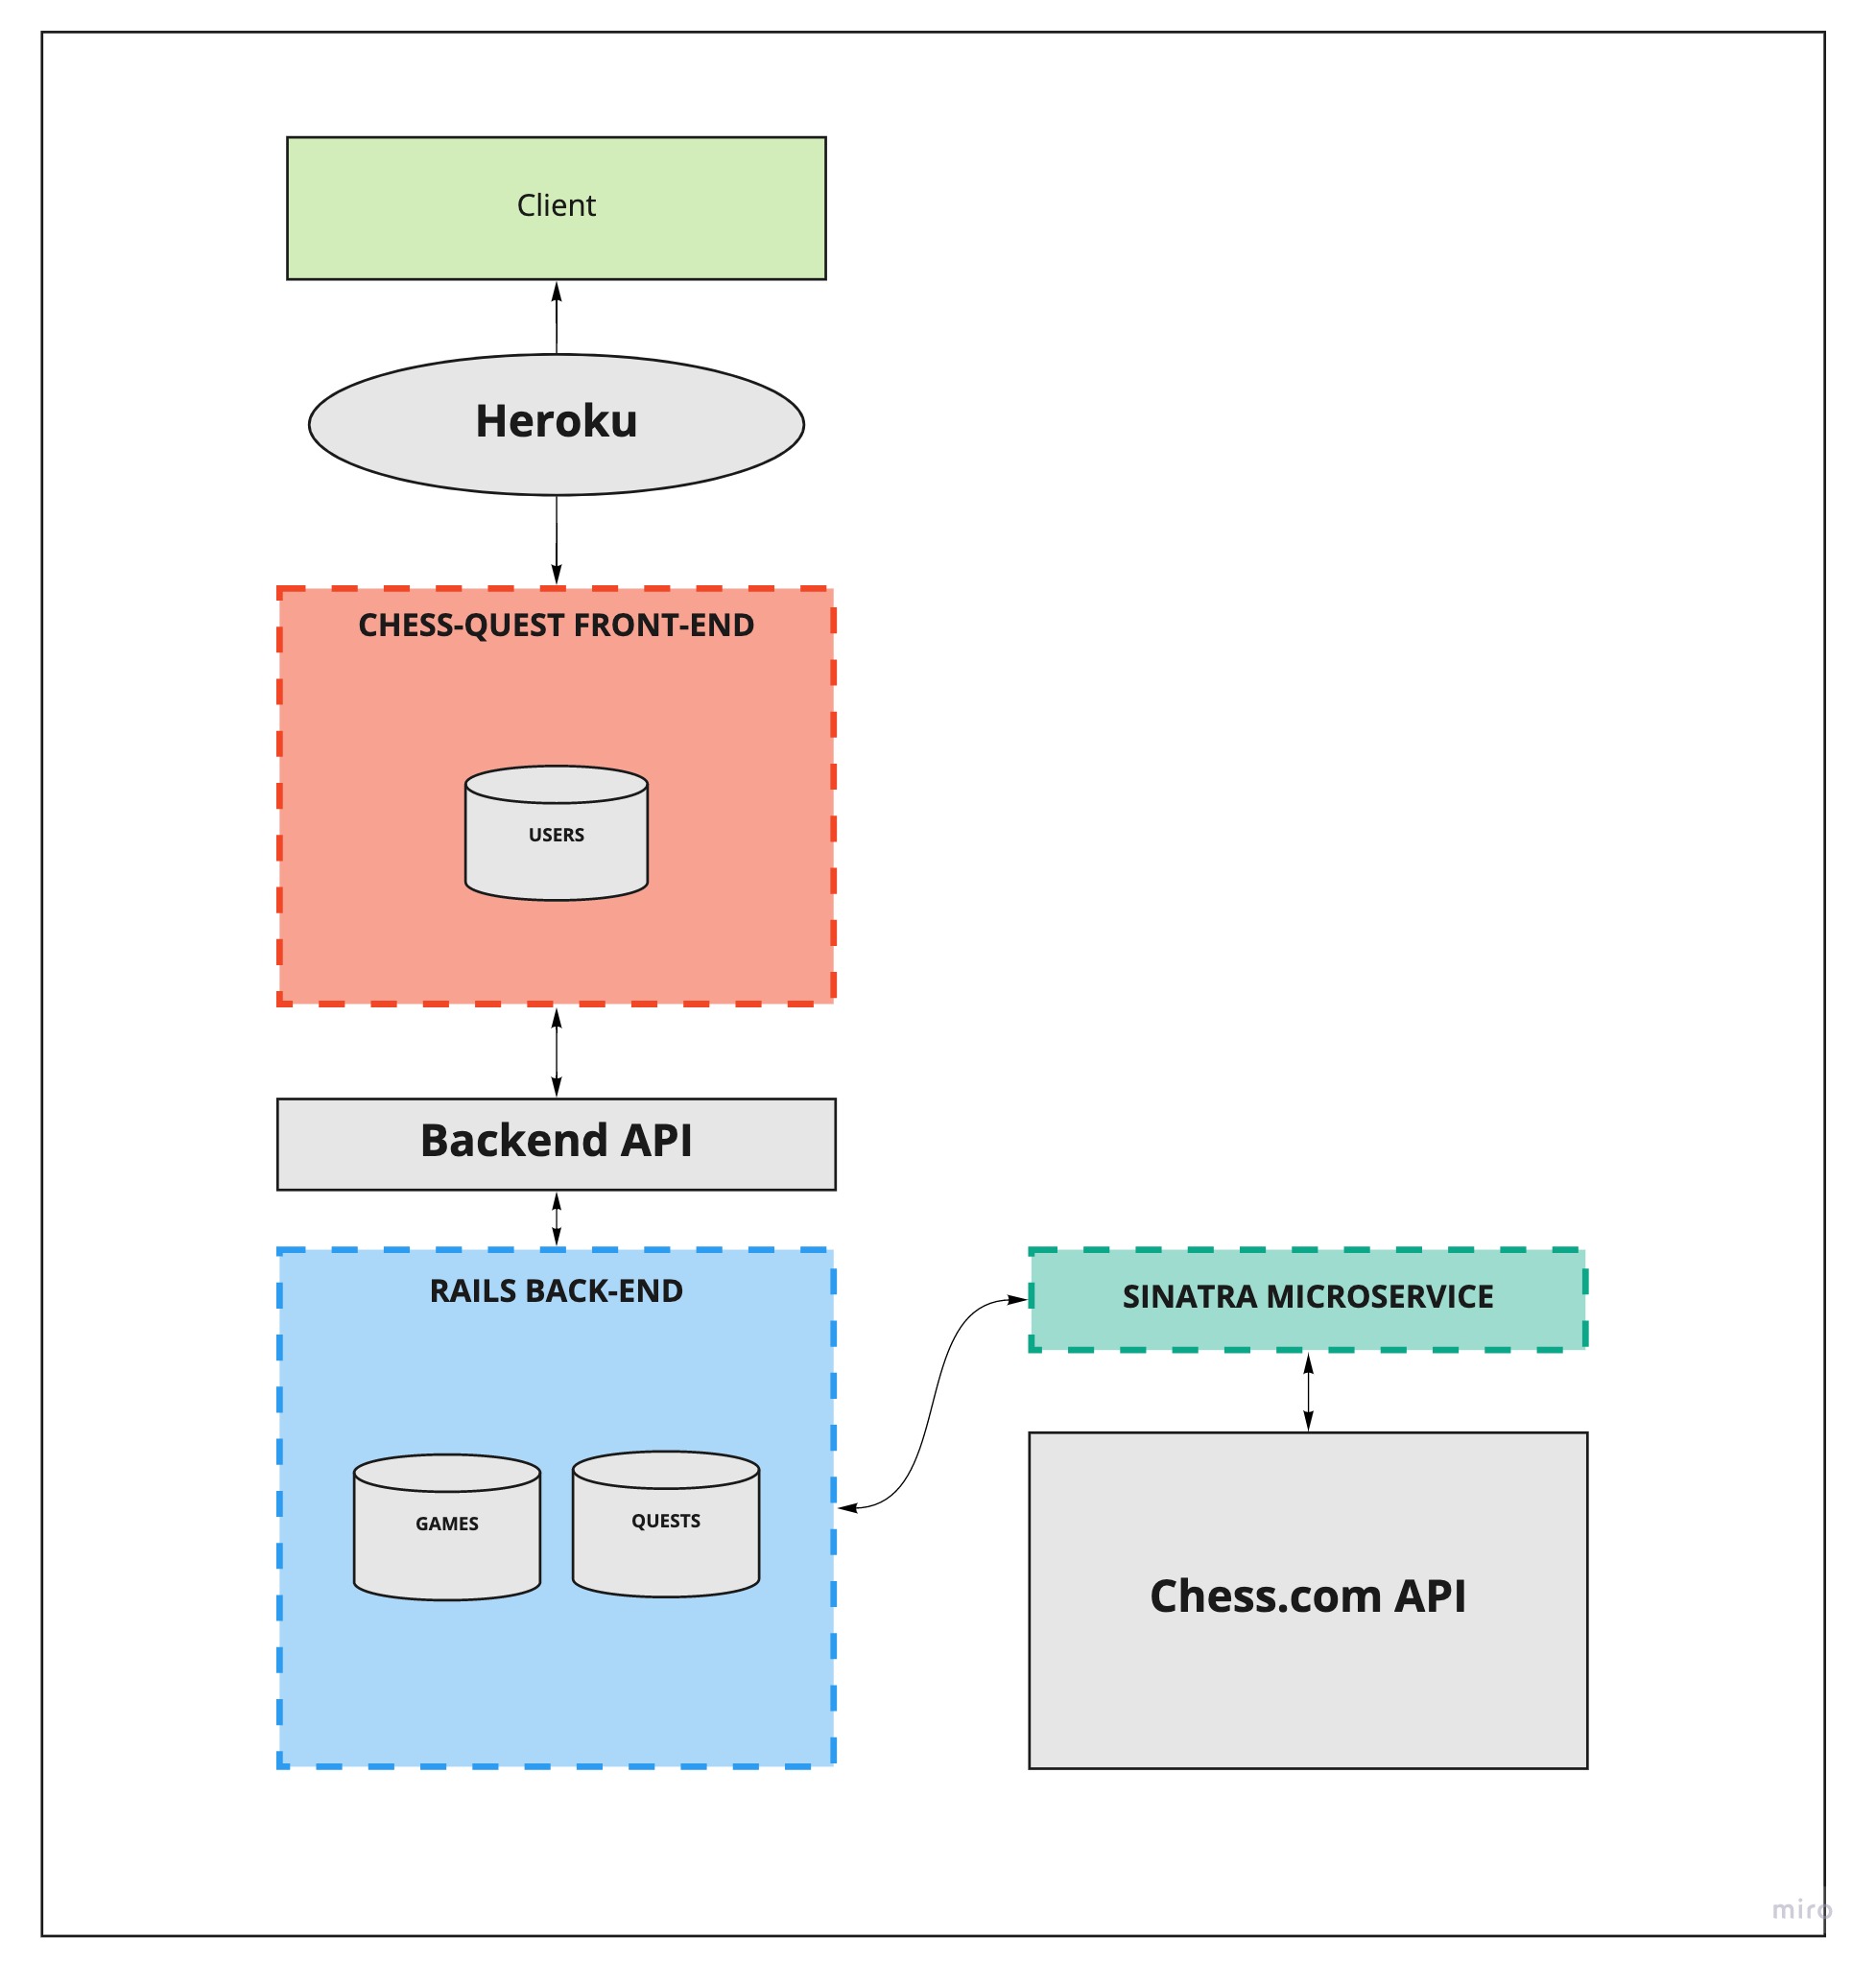 Client
Heroku
CHESS-QUEST FRONT-END
USERS
Backend API
RAILS BACK-END
GAMES
QUESTS
SINATRA MICROSERVICE
Chess.com API
miro